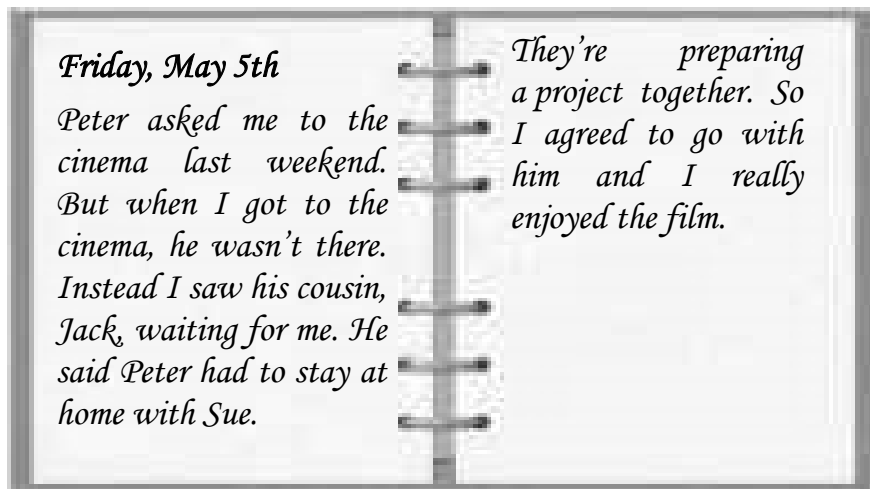 Friday, May 5th
Peter asked me to the
cinema last weekend.
But when I got to the
cinema, he wasn't there.
Instead I saw his cousin,
Jack, waiting for me. He
said Peter had to stay at
home with Sue.
They're preparing
a project together. So
I agreed to go with
him and I really
enjoyed the film.